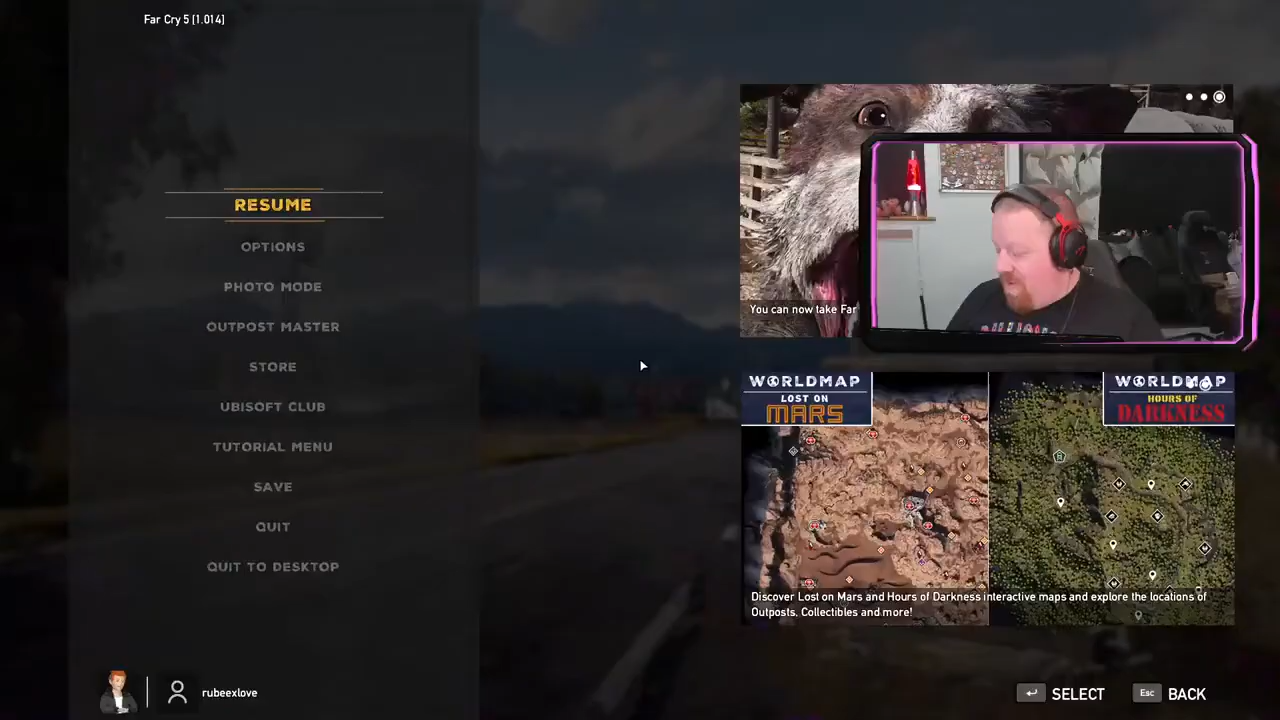 Far Cry 5 [1.014]
RESUME
OPTIONS
PHOTO MODE
OUTPOST MASTER
STORE
UBISOFT CLUB
TUTORIAL MENU
SAVE
QUIT
QUIT TO DESKTOP
rubeexlove
You can now take Far
WORLDMAP
LOST ON
MARS
WORLDMAP
HOURS OF
DARKNESS
Discover Lost on Mars and Hours of Darkness interactive maps and explore the locations of
Outposts, Collectibles and more!
SELECT
Esc BACK